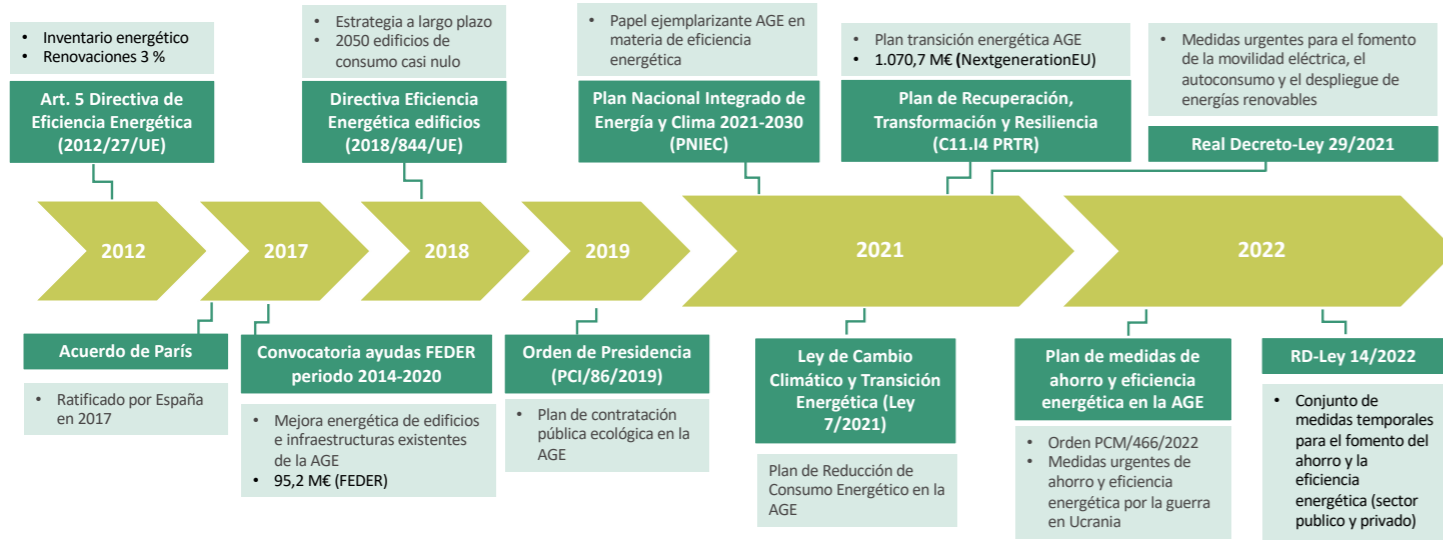 • Inventario energético
• Renovaciones 3 %
Art. 5 Directiva de
Eficiencia Energética
(2012/27/UE)
• Estrategia a largo plazo
• 2050 edificios de
consumo casi nulo
Directiva Eficiencia
Energética edificios
(2018/844/UE)
• Papel ejemplarizante AGE en
materia de eficiencia
energética
Plan Nacional Integrado de
Energía y Clima 2021-2030
(PNIEC)
• Plan transición energética AGE
• 1.070,7 M€ (NextgenerationEU)
Plan de Recuperación,
Transformación y Resiliencia
(C11.I4 PRTR)
• Medidas urgentes para el fomento
de la movilidad eléctrica, el
autoconsumo y el despliegue de
energías renovables
Real Decreto-Ley 29/2021
2012
2017
2018
2019
2021
2022
Acuerdo de París
• Ratificado por España
en 2017
Convocatoria ayudas FEDER
periodo 2014-2020
• Mejora energética de edificios
e infraestructuras existentes
de la AGE
• 95,2 M€ (FEDER)
Orden de Presidencia
(PCI/86/2019)
• Plan de contratación
pública ecológica en la
AGE
Ley de Cambio
Climático y Transición
Energética (Ley
7/2021)
Plan de Reducción de
Consumo Energético en la
AGE
Plan de medidas de
ahorro y eficiencia
energética en la AGE
• Orden PCM/466/2022
• Medidas urgentes de
ahorro y eficiencia
energética por la guerra
en Ucrania
RD-Ley 14/2022
• Conjunto de
medidas temporales
para el fomento del
ahorro y la
eficiencia
energética (sector
publico y privado)